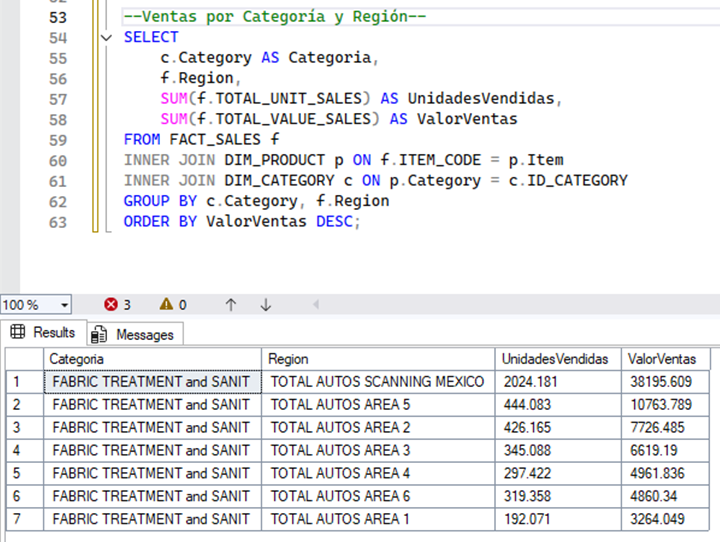 53 --Ventas por Categoría y Región--
54 SELECT
55 c.Category AS Categoria,
56 f.Region,
57 SUM(f.TOTAL_UNIT_SALES) AS UnidadesVendidas,
58 SUM(f.TOTAL_VALUE_SALES) AS ValorVentas
59 FROM FACT_SALES f
60 INNER JOIN DIM_PRODUCT p ON f.ITEM_CODE = p.Item
61 INNER JOIN DIM_CATEGORY c ON p.Category = c.ID_CATEGORY
62 GROUP BY c.Category, f.Region
63 ORDER BY ValorVentas DESC;
100 % 3 0
Results Messages
Categoria Region UnidadesVendidas ValorVentas
1 FABRIC TREATMENT and SANIT TOTAL AUTOS SCANNING MEXICO 2024.181 38195.609
2 FABRIC TREATMENT and SANIT TOTAL AUTOS AREA 5 444.083 10763.789
3 FABRIC TREATMENT and SANIT TOTAL AUTOS AREA 2 426.165 7726.485
4 FABRIC TREATMENT and SANIT TOTAL AUTOS AREA 3 345.088 6619.19
5 FABRIC TREATMENT and SANIT TOTAL AUTOS AREA 4 297.422 4961.836
6 FABRIC TREATMENT and SANIT TOTAL AUTOS AREA 6 319.358 4860.34
7 FABRIC TREATMENT and SANIT TOTAL AUTOS AREA 1 192.071 3264.049